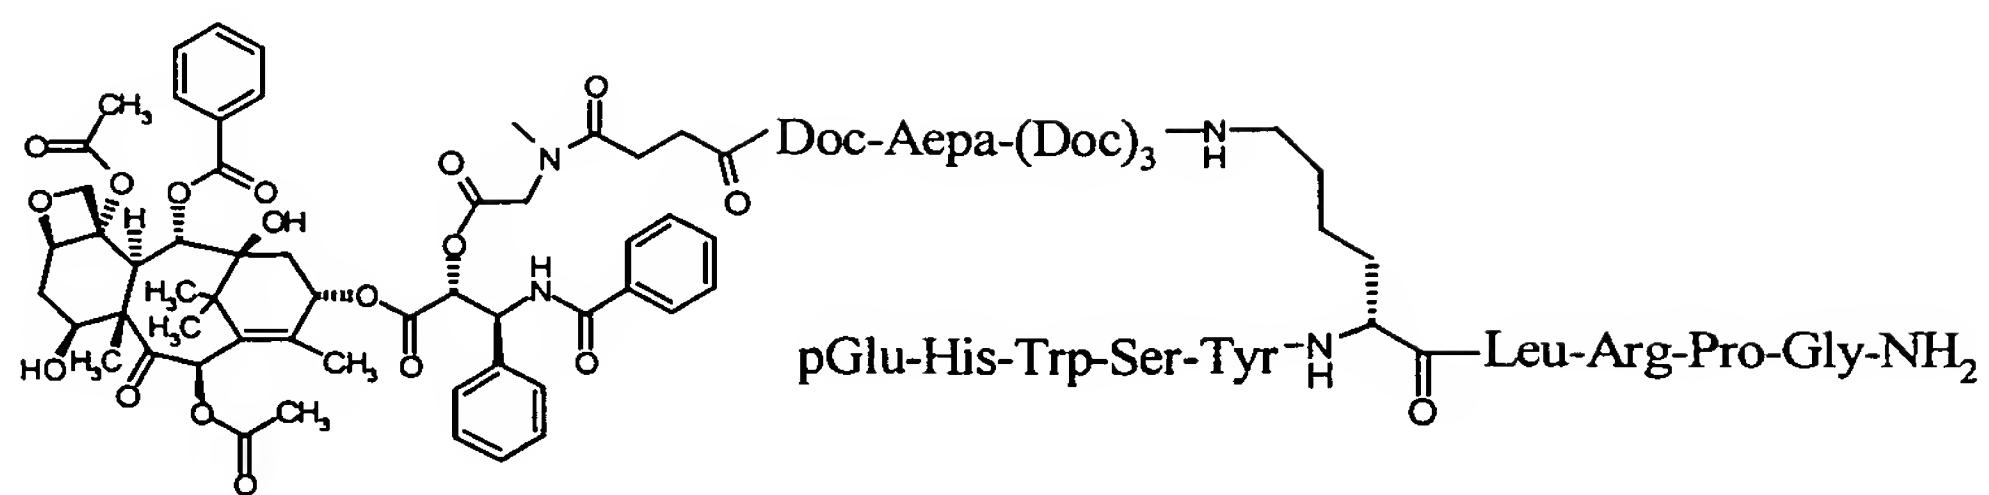 CH₃
O
O
O
O
O
O
H
OH
H₃C
H₃C
HO
H₃C
O
O
CH₃
O
CH₃
O
O
O
O
O
N
O
O
H
N
O
Doc-Aepa-(Doc)₃ —N
H
pGlu-His-Trp-Ser-Tyr-N
H
O
Leu-Arg-Pro-Gly-NH₂